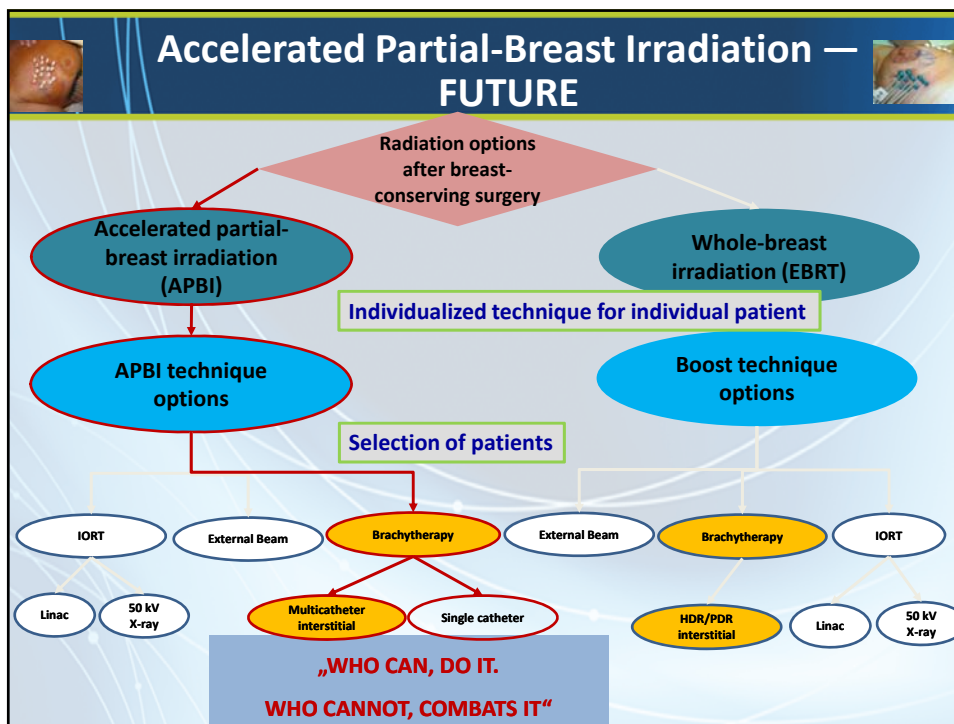 Accelerated Partial-Breast Irradiation —
FUTURE
Radiation options
after breast-
conserving surgery
Accelerated partial-
breast irradiation
(APBI)
Whole-breast
irradiation (EBRT)
Individualized technique for individual patient
APBI technique
options
Boost technique
options
Selection of patients
IORT
External Beam
Brachytherapy
External Beam
Brachytherapy
IORT
Linac
50 kV
X-ray
Multicatheter
interstitial
Single catheter
HDR/PDR
interstitial
Linac
50 kV
X-ray
„WHO CAN, DO IT.
WHO CANNOT, COMBATS IT“